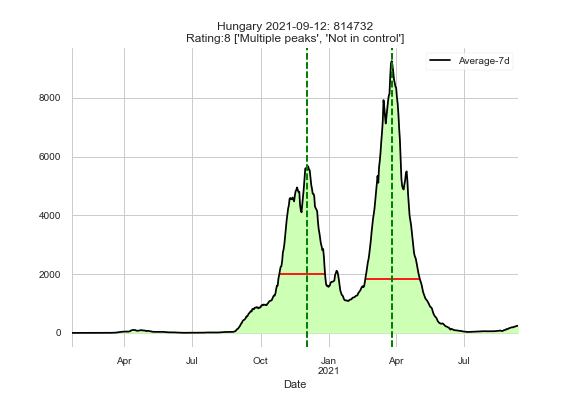 Hungary 2021-09-12: 814732
Rating:8 ['Multiple peaks', 'Not in control']
Average-7d
8000
6000
4000
2000
0
Apr
Jul
Oct
Jan
2021
Apr
Jul
Date